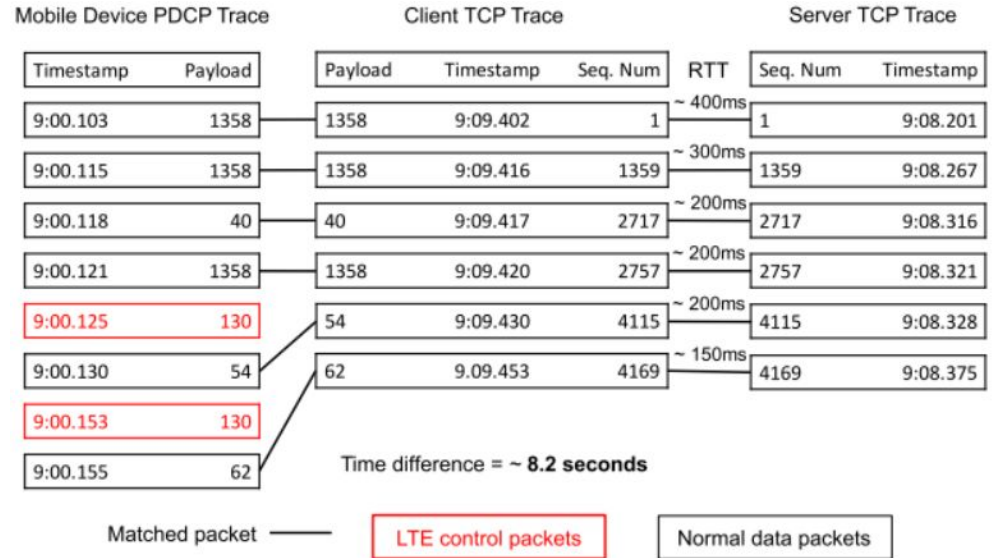 Mobile Device PDCP Trace Client TCP Trace Server TCP Trace
Timestamp Payload Payload Timestamp Seq. Num RTT Seq. Num Timestamp
9:00.103 1358 1358 9:09.402 1 ~ 400ms 1 9:08.201
9:00.115 1358 1358 9:09.416 1359 ~ 300ms 1359 9:08.267
9:00.118 40 40 9:09.417 2717 ~ 200ms 2717 9:08.316
9:00.121 1358 1358 9:09.420 2757 ~ 200ms 2757 9:08.321
9:00.125 130 54 9:09.430 4115 ~ 200ms 4115 9:08.328
9:00.130 54 62 9.09.453 4169 ~ 150ms 4169 9:08.375
9:00.153 130
9:00.155 62 Time difference = ~ 8.2 seconds
Matched packet LTE control packets Normal data packets